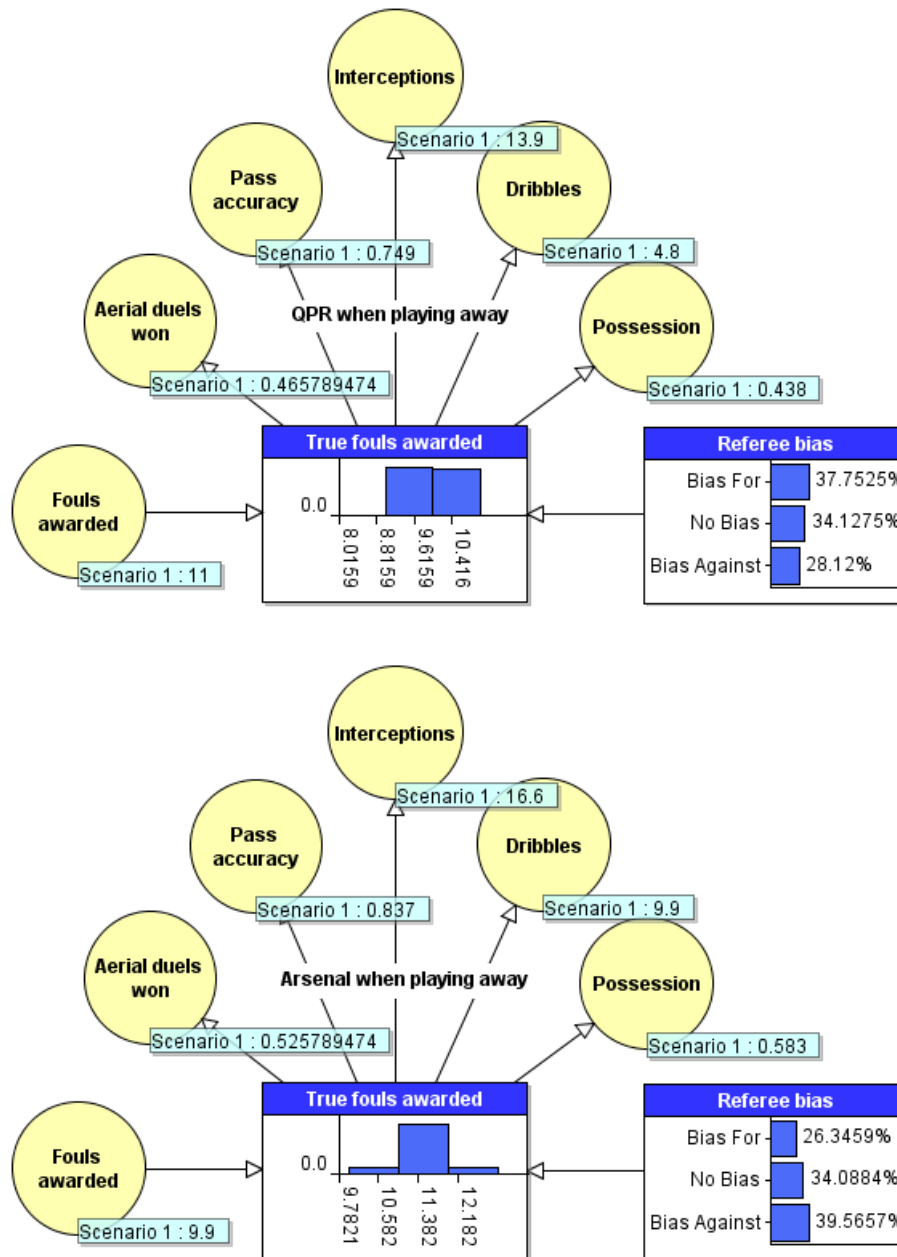 Interceptions
Scenario 1 : 13.9
Pass
accuracy
Scenario 1 : 0.749
Dribbles
Scenario 1 : 4.8
Aerial duels
won
Scenario 1 : 0.465789474
QPR when playing away
Possession
Scenario 1 : 0.438
Fouls
awarded
Scenario 1 : 11
True fouls awarded
0.0
8.0159
8.8159
9.6159
10.416
Referee bias
Bias For
37.7525%
No Bias
34.1275%
Bias Against
28.12%
Interceptions
Scenario 1 : 16.6
Pass
accuracy
Scenario 1 : 0.837
Dribbles
Scenario 1 : 9.9
Aerial duels
won
Scenario 1 : 0.525789474
Arsenal when playing away
Possession
Scenario 1 : 0.583
Fouls
awarded
Scenario 1 : 9.9
True fouls awarded
0.0
9.7821
10.582
11.382
12.182
Referee bias
Bias For
26.3459%
No Bias
34.0884%
Bias Against
39.5657%